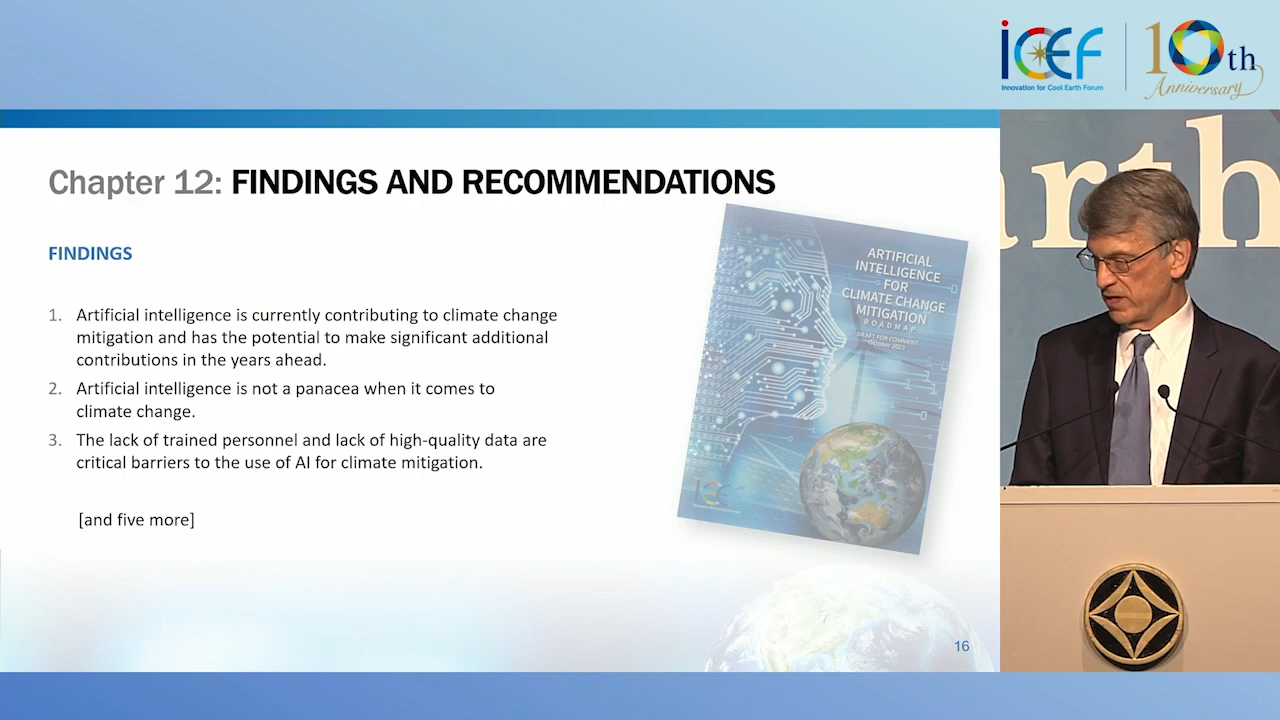 ICEF
Innovation for Cool Earth Forum
10th
Anniversary
arth
Chapter 12: FINDINGS AND RECOMMENDATIONS
FINDINGS
1. Artificial intelligence is currently contributing to climate change
mitigation and has the potential to make significant additional
contributions in the years ahead.
2. Artificial intelligence is not a panacea when it comes to
climate change.
3. The lack of trained personnel and lack of high-quality data are
critical barriers to the use of AI for climate mitigation.
[and five more]
ARTIFICIAL
INTELLIGENCE
FOR
CLIMATE CHANGE
MITIGATION
ROADMAP
DRAFT FOR COMMENT
October 2023
ICEF
16